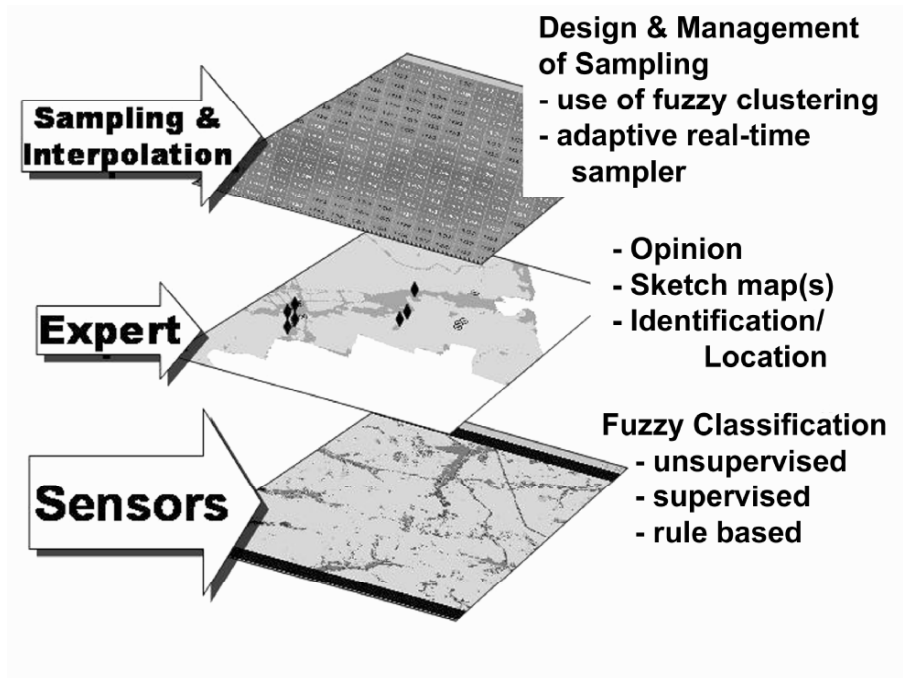 Design & Management
of Sampling
- use of fuzzy clustering
- adaptive real-time
sampler
Sampling &
Interpolation
- Opinion
- Sketch map(s)
- Identification/
Location
Expert
Fuzzy Classification
- unsupervised
- supervised
- rule based
Sensors